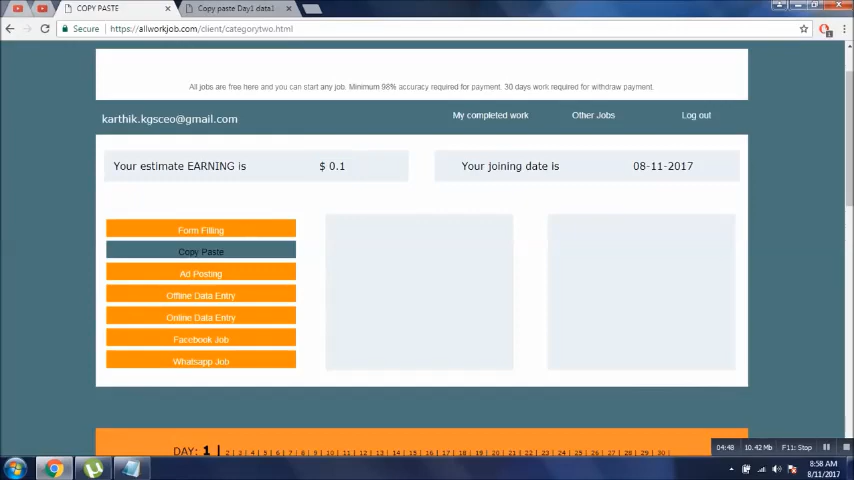 COPY PASTE
Copy paste Day1 data1
Secure
https://allworkjob.com/client/categorytwo.html
All jobs are free here and you can start any job. Minimum 98% accuracy required for payment. 30 days work required for withdraw payment.
karthik.kgsceo@gmail.com
My completed work
Other Jobs
Log out
Your estimate EARNING is $ 0.1
Your joining date is 08-11-2017
Form Filling
Copy Paste
Ad Posting
Offline Data Entry
Online Data Entry
Facebook Job
Whatsapp Job
DAY: 1 | 2 | 3 | 4 | 5 | 6 | 7 | 8 | 9 | 10 | 11 | 12 | 13 | 14 | 15 | 16 | 17 | 18 | 19 | 20 | 21 | 22 | 23 | 24 | 25 | 26 | 27 | 28 | 29 | 30 |
04:48 10.42 Mb F11: Stop
8:58 AM
8/11/2017